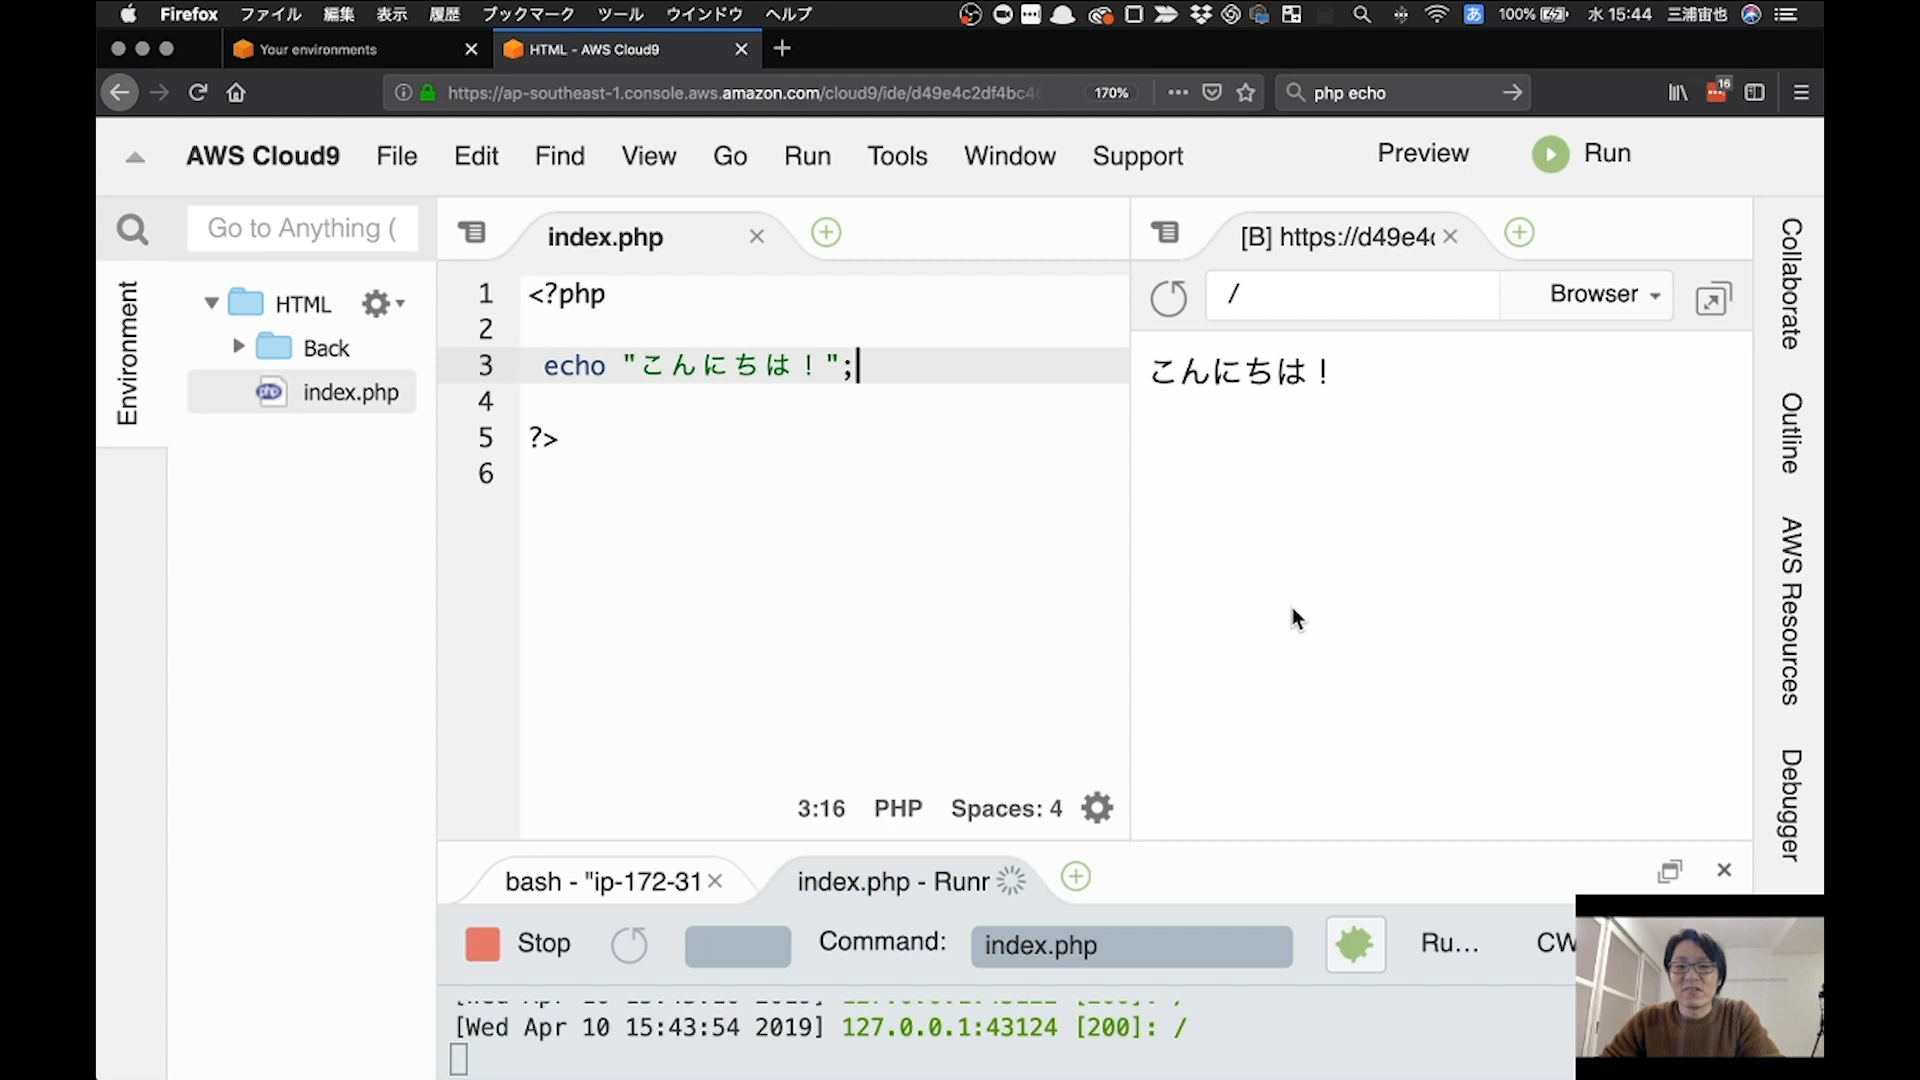 Firefox ファイル 編集 表示 履歴 ブックマーク ツール ウインドウ ヘルプ 100% 水 15:44 三浦宙也
Your environments HTML - AWS Cloud9
https://ap-southeast-1.console.aws.amazon.com/cloud9/ide/d49e4c2df4bc4 170% php echo 16
AWS Cloud9 File Edit Find View Go Run Tools Window Support Preview Run
Go to Anything (
index.php
[B] https://d49e4
/ Browser
Environment
HTML
Back
index.php
1 <?php
2
3 echo "こんにちは！";
4
5 ?>
6
こんにちは！
3:16 PHP Spaces: 4
Collaborate
Outline
AWS Resources
Debugger
bash - "ip-172-31 index.php - Runr
Stop Command: index.php Ru... CW
[Wed Apr 10 15:43:54 2019] 127.0.0.1:43124 [200]: /